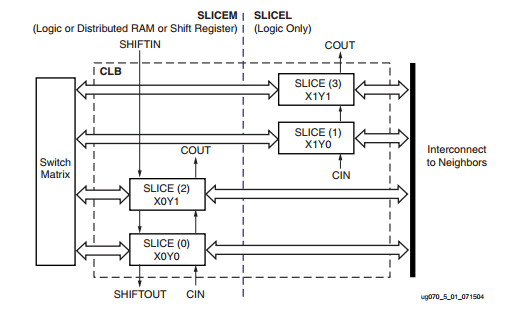 SLICEM
(Logic or Distributed RAM or Shift Register)
SLICEL
(Logic Only)
SHIFTIN
COUT
CLB
SLICE (3)
X1Y1
SLICE (1)
X1Y0
COUT
CIN
Switch
Matrix
Interconnect
to Neighbors
SLICE (2)
X0Y1
SLICE (0)
X0Y0
SHIFTOUT
CIN
ug070_5_01_071504